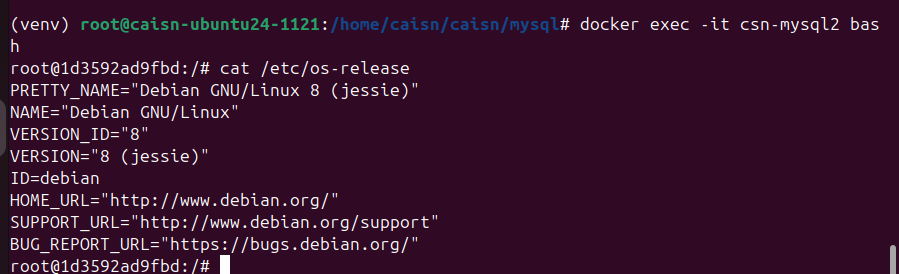 (venv) root@caisn-ubuntu24-1121:/home/caisn/caisn/mysql# docker exec -it csn-mysql2 bas
h
root@1d3592ad9fbd:/# cat /etc/os-release
PRETTY_NAME="Debian GNU/Linux 8 (jessie)"
NAME="Debian GNU/Linux"
VERSION_ID="8"
VERSION="8 (jessie)"
ID=debian
HOME_URL="http://www.debian.org/"
SUPPORT_URL="http://www.debian.org/support"
BUG_REPORT_URL="https://bugs.debian.org/"
root@1d3592ad9fbd:/#